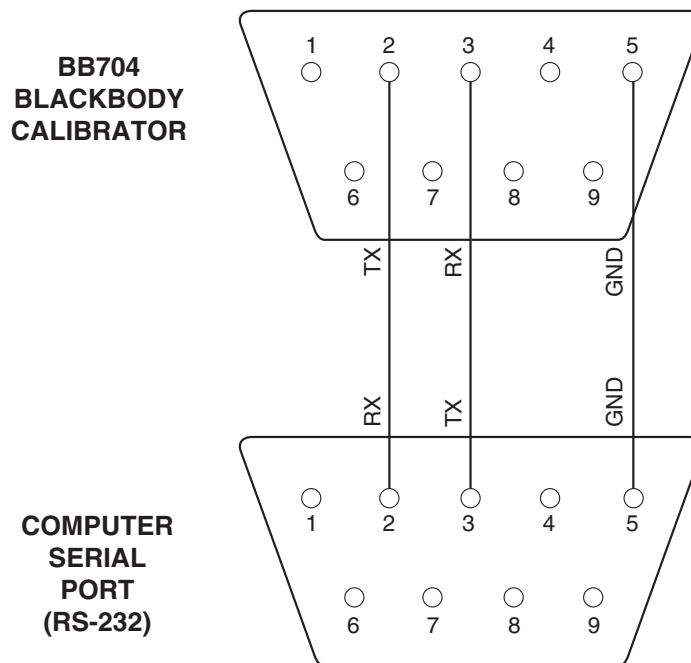 BB704
BLACKBODY
CALIBRATOR
1 2 3 4 5
6 7 8 9
TX RX GND
RX TX GND
COMPUTER
SERIAL
PORT
(RS-232)
1 2 3 4 5
6 7 8 9